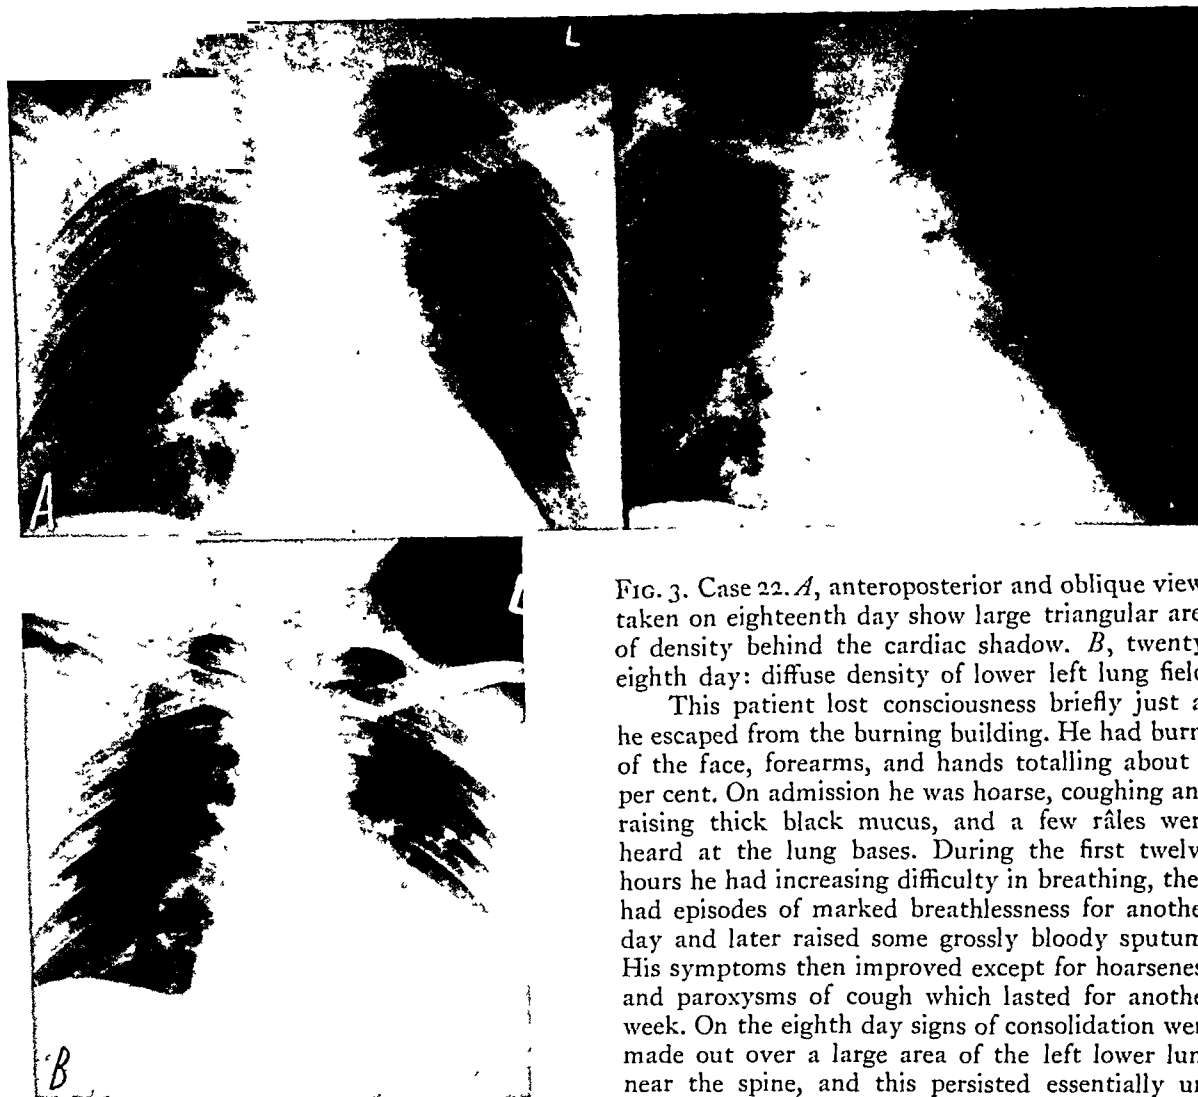 L
A
B
FIG. 3. Case 22. A, anteroposterior and oblique view
taken on eighteenth day show large triangular are
of density behind the cardiac shadow. B, twenty
eighth day: diffuse density of lower left lung field
This patient lost consciousness briefly just a
he escaped from the burning building. He had burn
of the face, forearms, and hands totalling about
per cent. On admission he was hoarse, coughing an
raising thick black mucus, and a few râles wer
heard at the lung bases. During the first twelv
hours he had increasing difficulty in breathing, the
had episodes of marked breathlessness for anothe
day and later raised some grossly bloody sputum
His symptoms then improved except for hoarsenes
and paroxysms of cough which lasted for anothe
week. On the eighth day signs of consolidation wer
made out over a large area of the left lower lun
near the spine, and this persisted essentially un